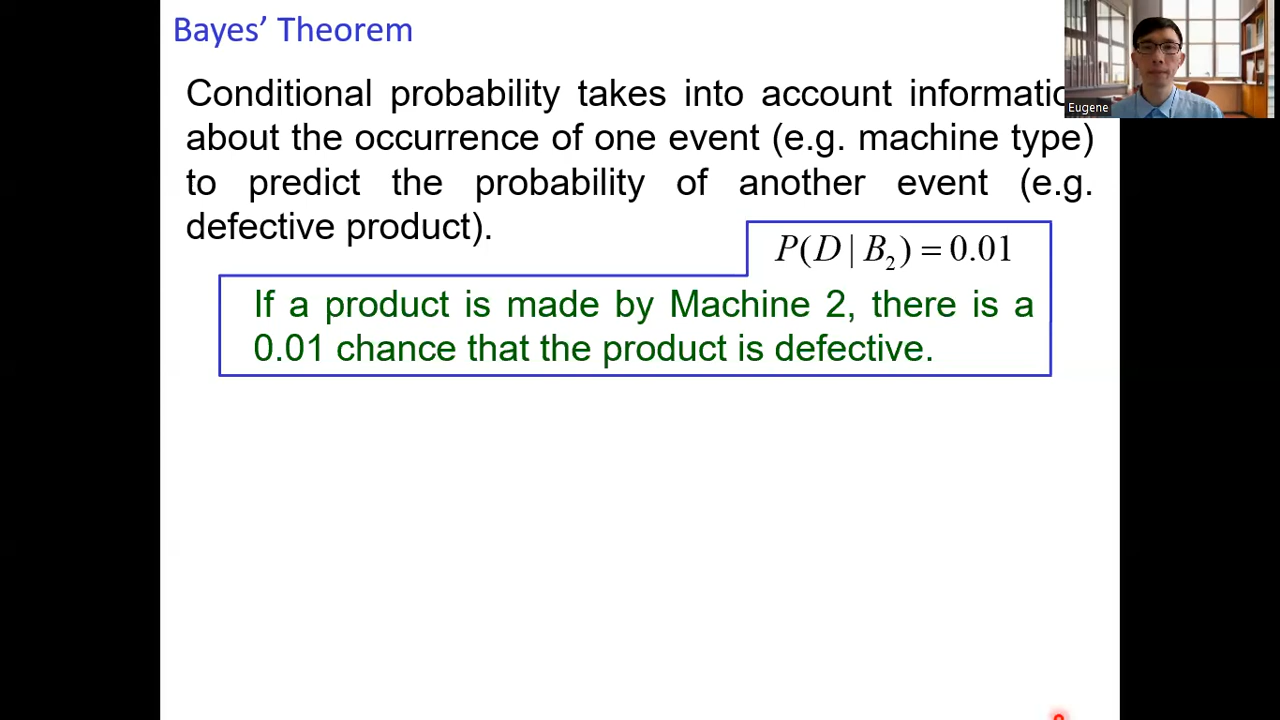 Bayes’ Theorem
Conditional probability takes into account informatio
about the occurrence of one event (e.g. machine type)
to predict the probability of another event (e.g.
defective product).
P(D | B₂) = 0.01
If a product is made by Machine 2, there is a
0.01 chance that the product is defective.
Eugene